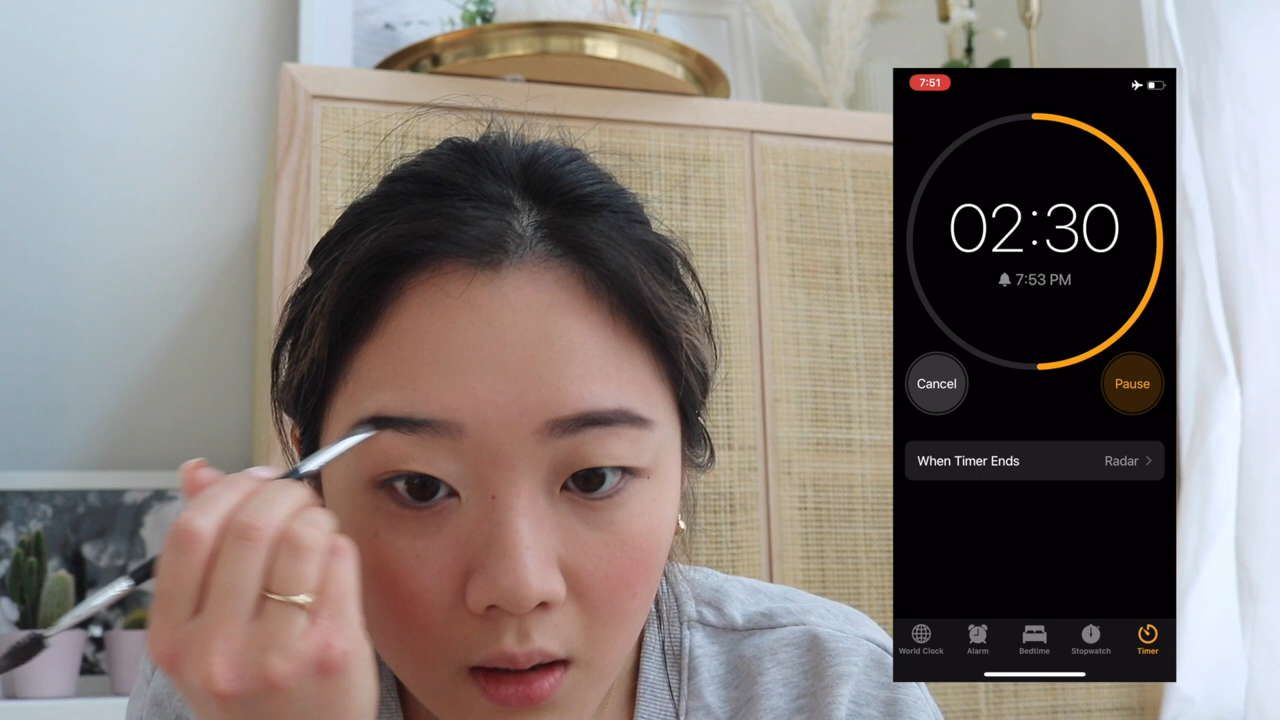 7:51
02:30
7:53 PM
Cancel
Pause
When Timer Ends Radar
World Clock Alarm Bedtime Stopwatch Timer